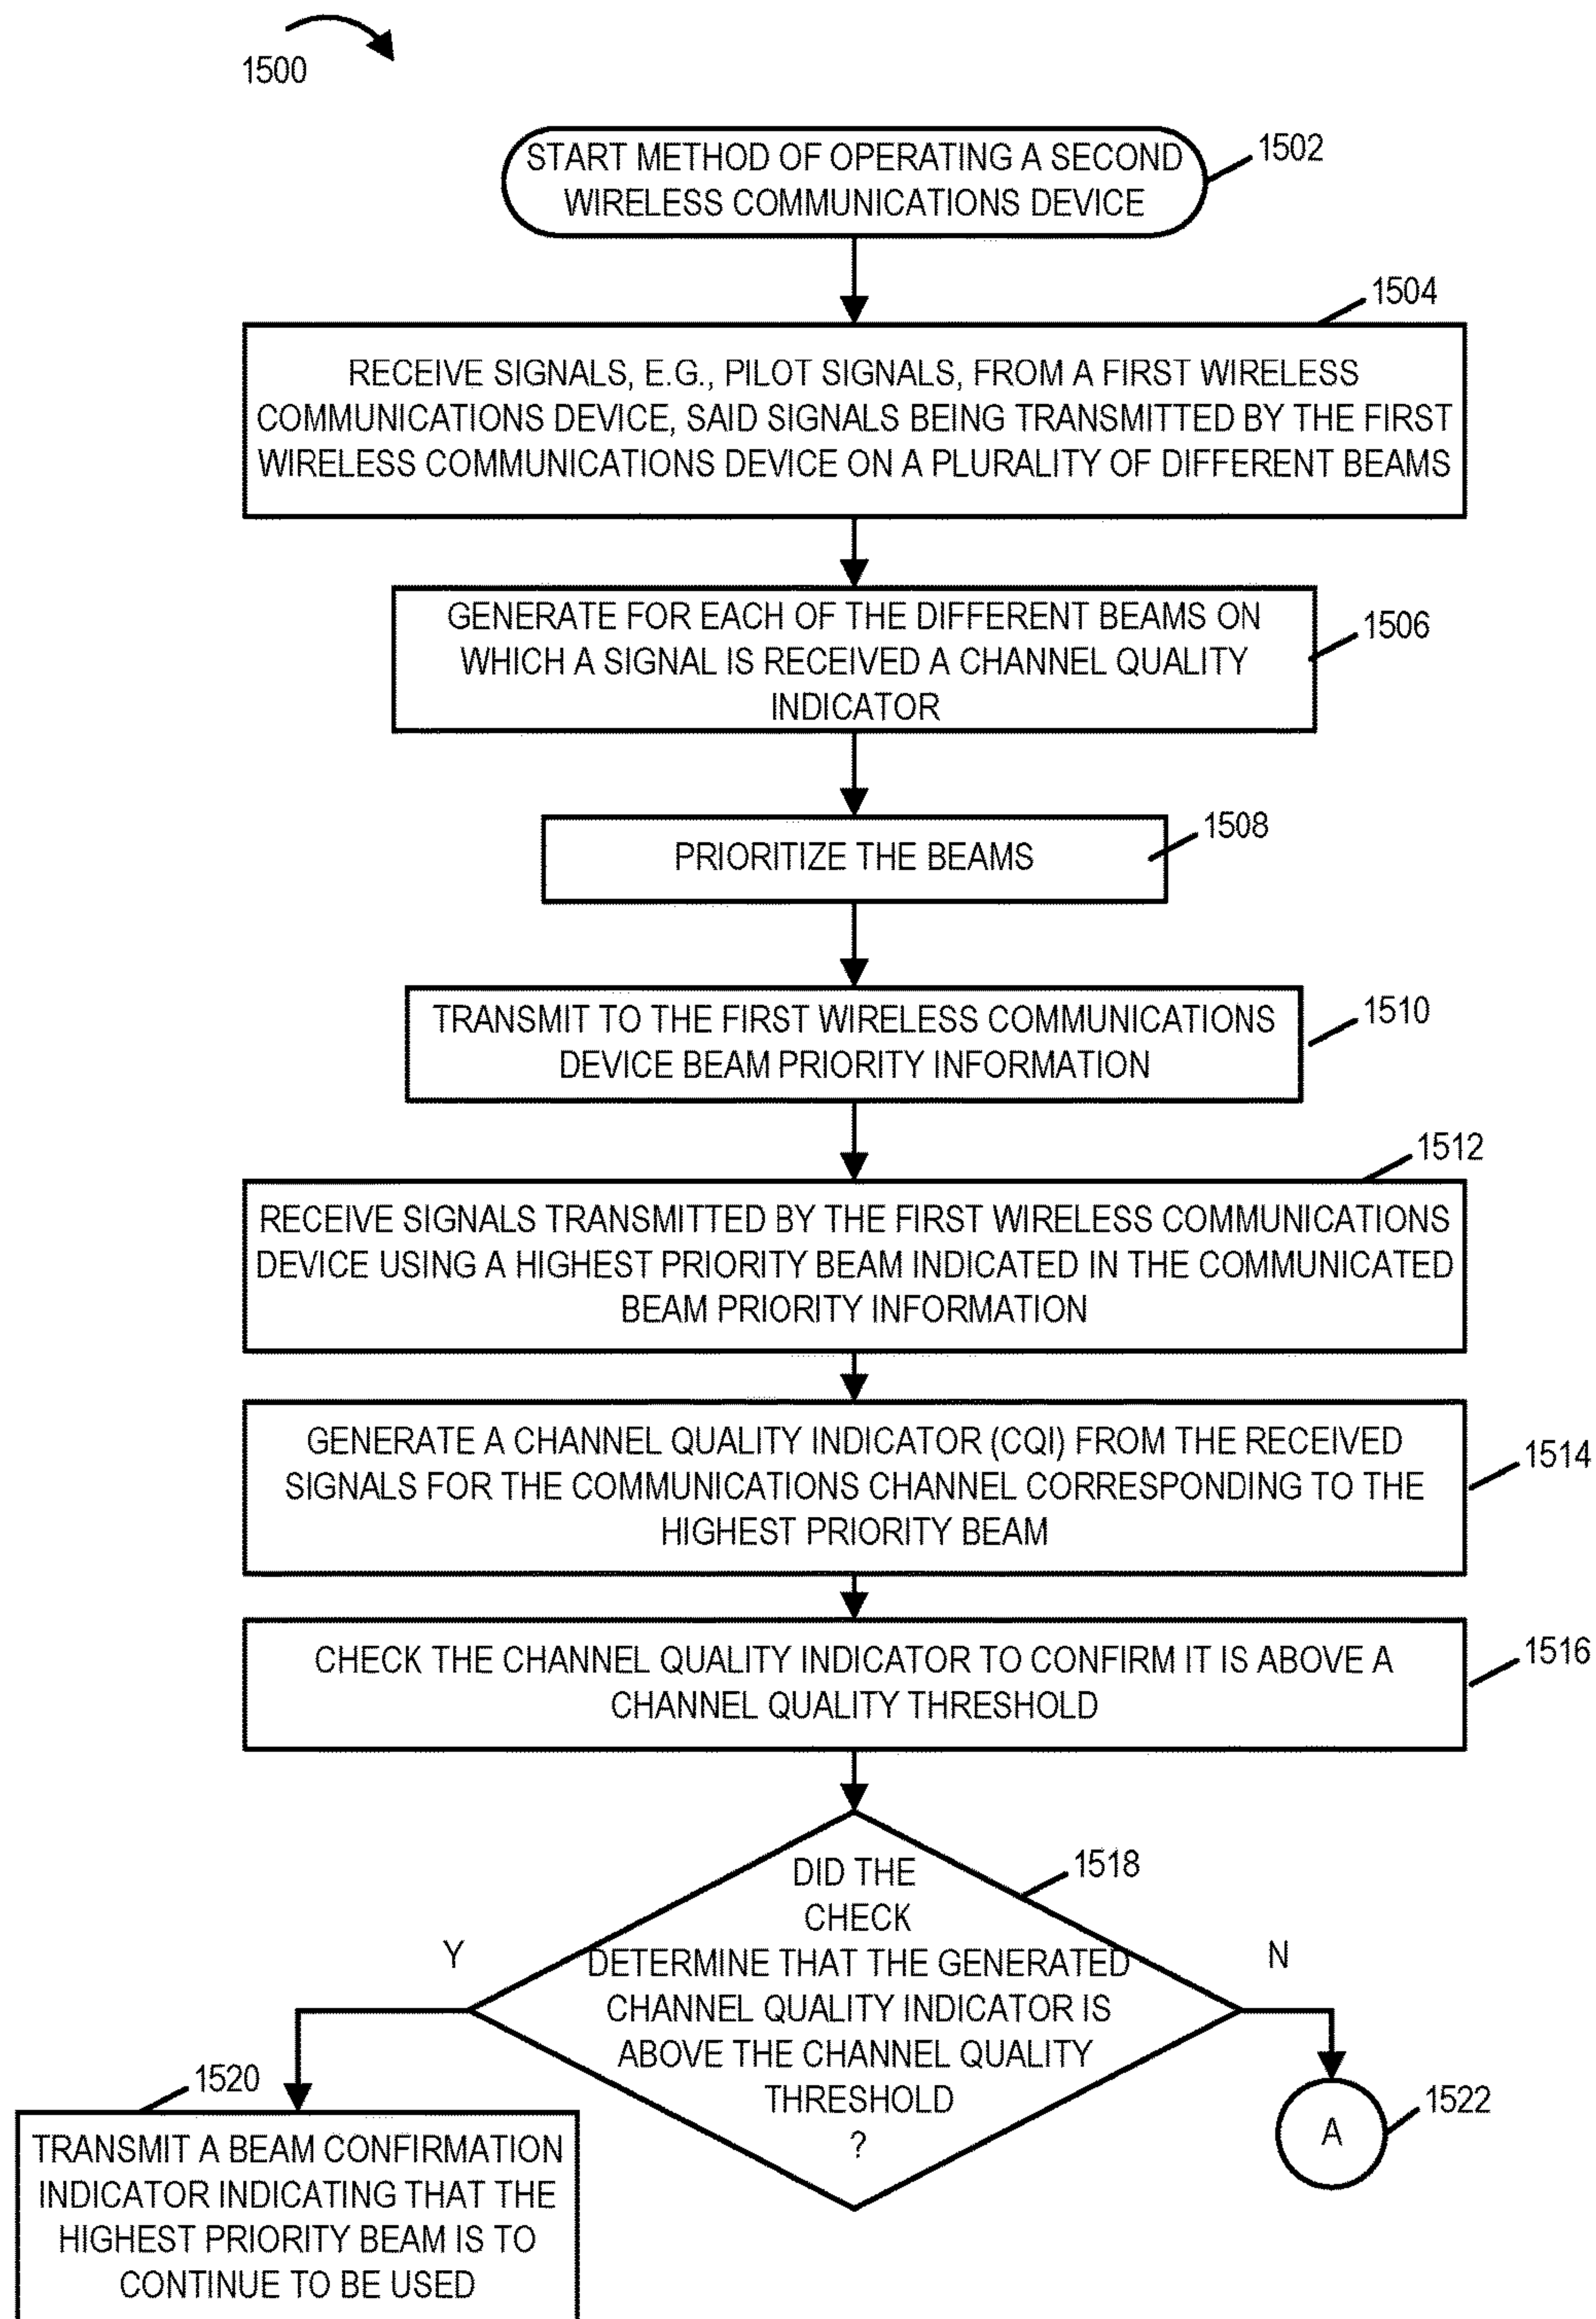 1500
START METHOD OF OPERATING A SECOND
WIRELESS COMMUNICATIONS DEVICE
1502
1504
RECEIVE SIGNALS, E.G., PILOT SIGNALS, FROM A FIRST WIRELESS
COMMUNICATIONS DEVICE, SAID SIGNALS BEING TRANSMITTED BY THE FIRST
WIRELESS COMMUNICATIONS DEVICE ON A PLURALITY OF DIFFERENT BEAMS
GENERATE FOR EACH OF THE DIFFERENT BEAMS ON
WHICH A SIGNAL IS RECEIVED A CHANNEL QUALITY
INDICATOR
1506
PRIORITIZE THE BEAMS
1508
TRANSMIT TO THE FIRST WIRELESS COMMUNICATIONS
DEVICE BEAM PRIORITY INFORMATION
1510
1512
RECEIVE SIGNALS TRANSMITTED BY THE FIRST WIRELESS COMMUNICATIONS
DEVICE USING A HIGHEST PRIORITY BEAM INDICATED IN THE COMMUNICATED
BEAM PRIORITY INFORMATION
GENERATE A CHANNEL QUALITY INDICATOR (CQI) FROM THE RECEIVED
SIGNALS FOR THE COMMUNICATIONS CHANNEL CORRESPONDING TO THE
HIGHEST PRIORITY BEAM
1514
CHECK THE CHANNEL QUALITY INDICATOR TO CONFIRM IT IS ABOVE A
CHANNEL QUALITY THRESHOLD
1516
DID THE
CHECK
DETERMINE THAT THE GENERATED
CHANNEL QUALITY INDICATOR IS
ABOVE THE CHANNEL QUALITY
THRESHOLD
?
1518
Y
N
1520
TRANSMIT A BEAM CONFIRMATION
INDICATOR INDICATING THAT THE
HIGHEST PRIORITY BEAM IS TO
CONTINUE TO BE USED
A
1522